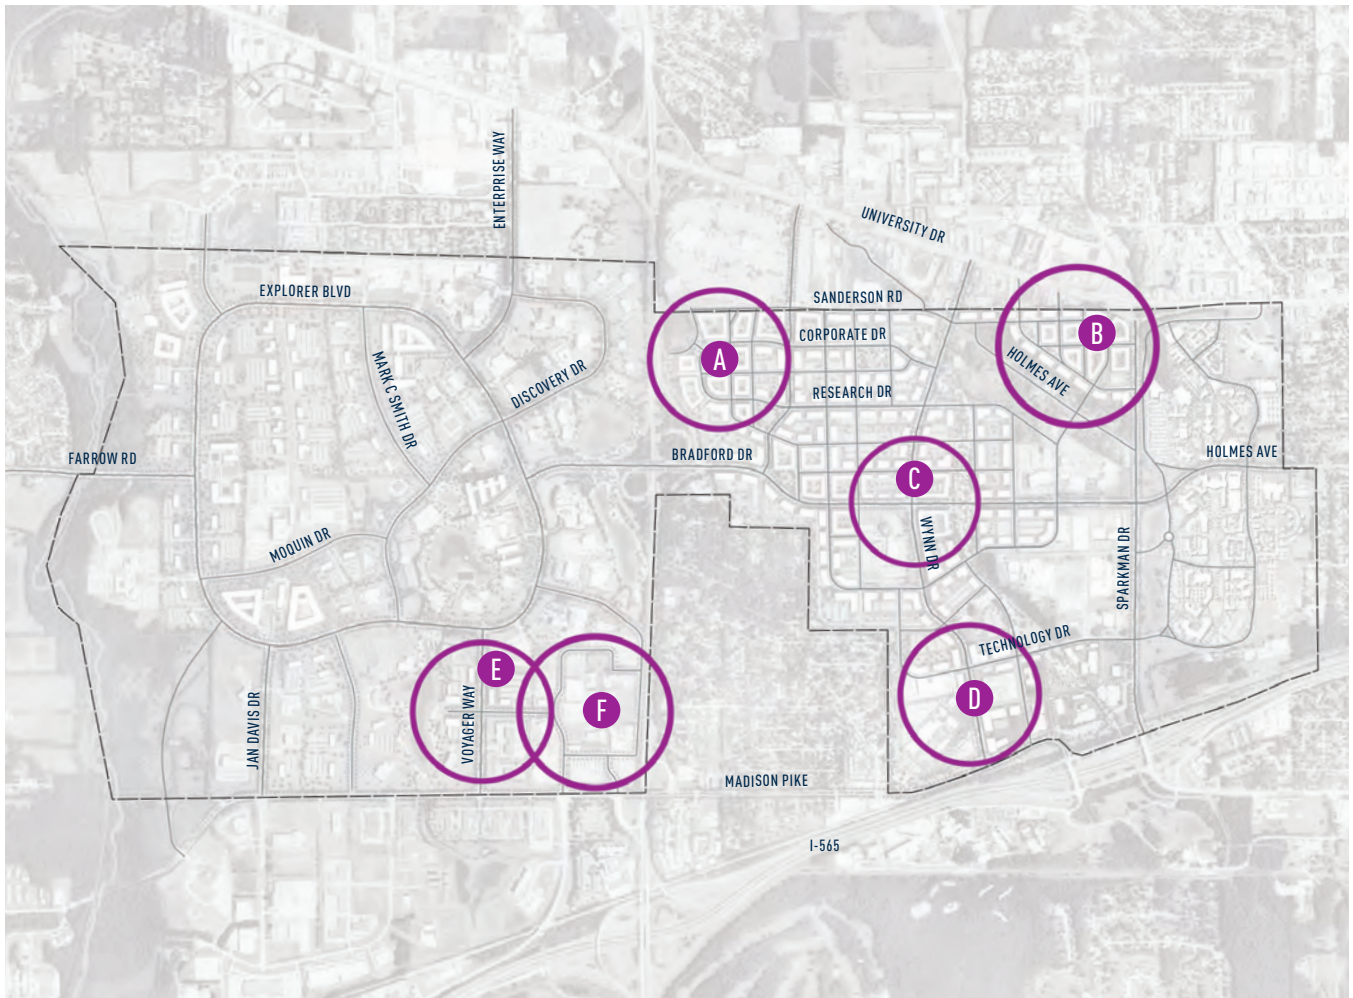 ENTERPRISE WAY
UNIVERSITY DR
EXPLORER BLVD
SANDERSON RD
CORPORATE DR
A
B
MARK C SMITH DR
DISCOVERY DR
HOLMES AVE
RESEARCH DR
FARROW RD
BRADFORD DR
HOLMES AVE
C
MOQUIN DR
WYNN DR
SPARKMAN DR
TECHNOLOGY DR
E
F
D
VOYAGER WAY
JAN DAVIS DR
MADISON PIKE
I-565